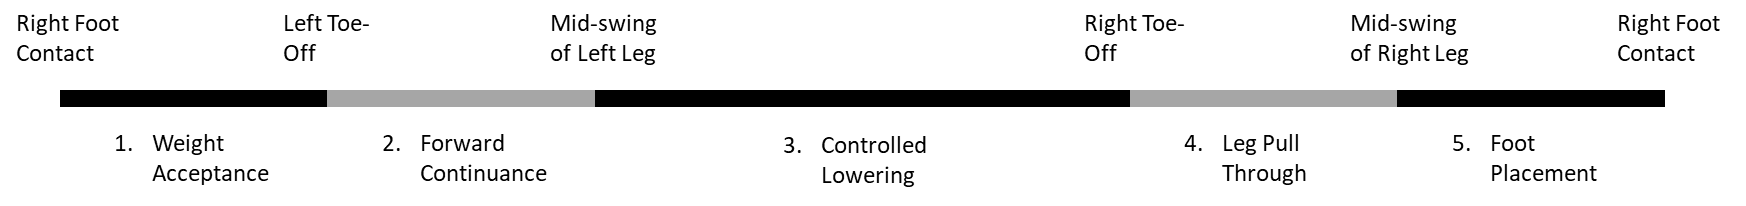 Right Foot
Contact
Left Toe-
Off
Mid-swing
of Left Leg
Right Toe-
Off
Mid-swing
of Right Leg
Right Foot
Contact
1. Weight
Acceptance
2. Forward
Continuance
3. Controlled
Lowering
4. Leg Pull
Through
5. Foot
Placement